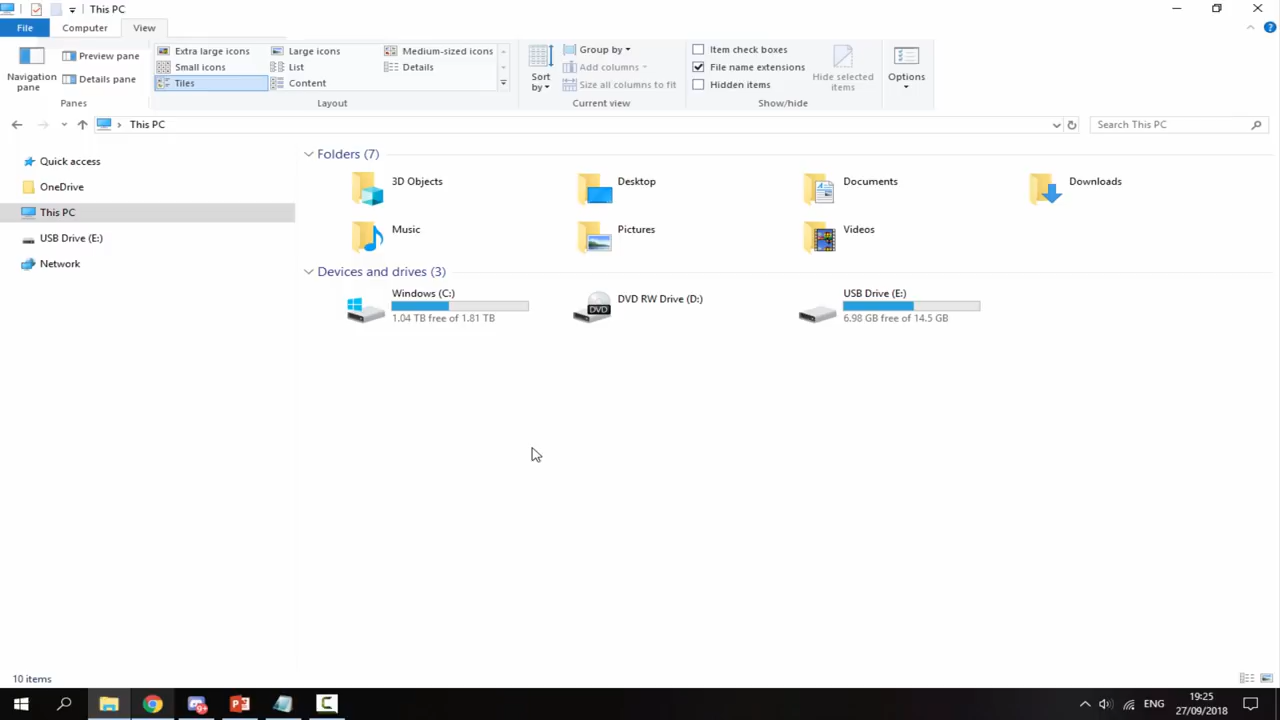 This PC
File Computer View
Navigation pane
Preview pane
Details pane
Panes
Extra large icons Large icons Medium-sized icons
Small icons List Details
Tiles Content
Layout
Sort by
Group by
Add columns
Size all columns to fit
Current view
Item check boxes
File name extensions
Hidden items
Hide selected items
Show/hide
Options
This PC
Search This PC
Quick access
OneDrive
This PC
USB Drive (E:)
Network
Folders (7)
3D Objects Desktop Documents Downloads
Music Pictures Videos
Devices and drives (3)
Windows (C:)
1.04 TB free of 1.81 TB
DVD RW Drive (D:)
DVD
USB Drive (E:)
6.98 GB free of 14.5 GB
10 items
ENG
19:25
27/09/2018